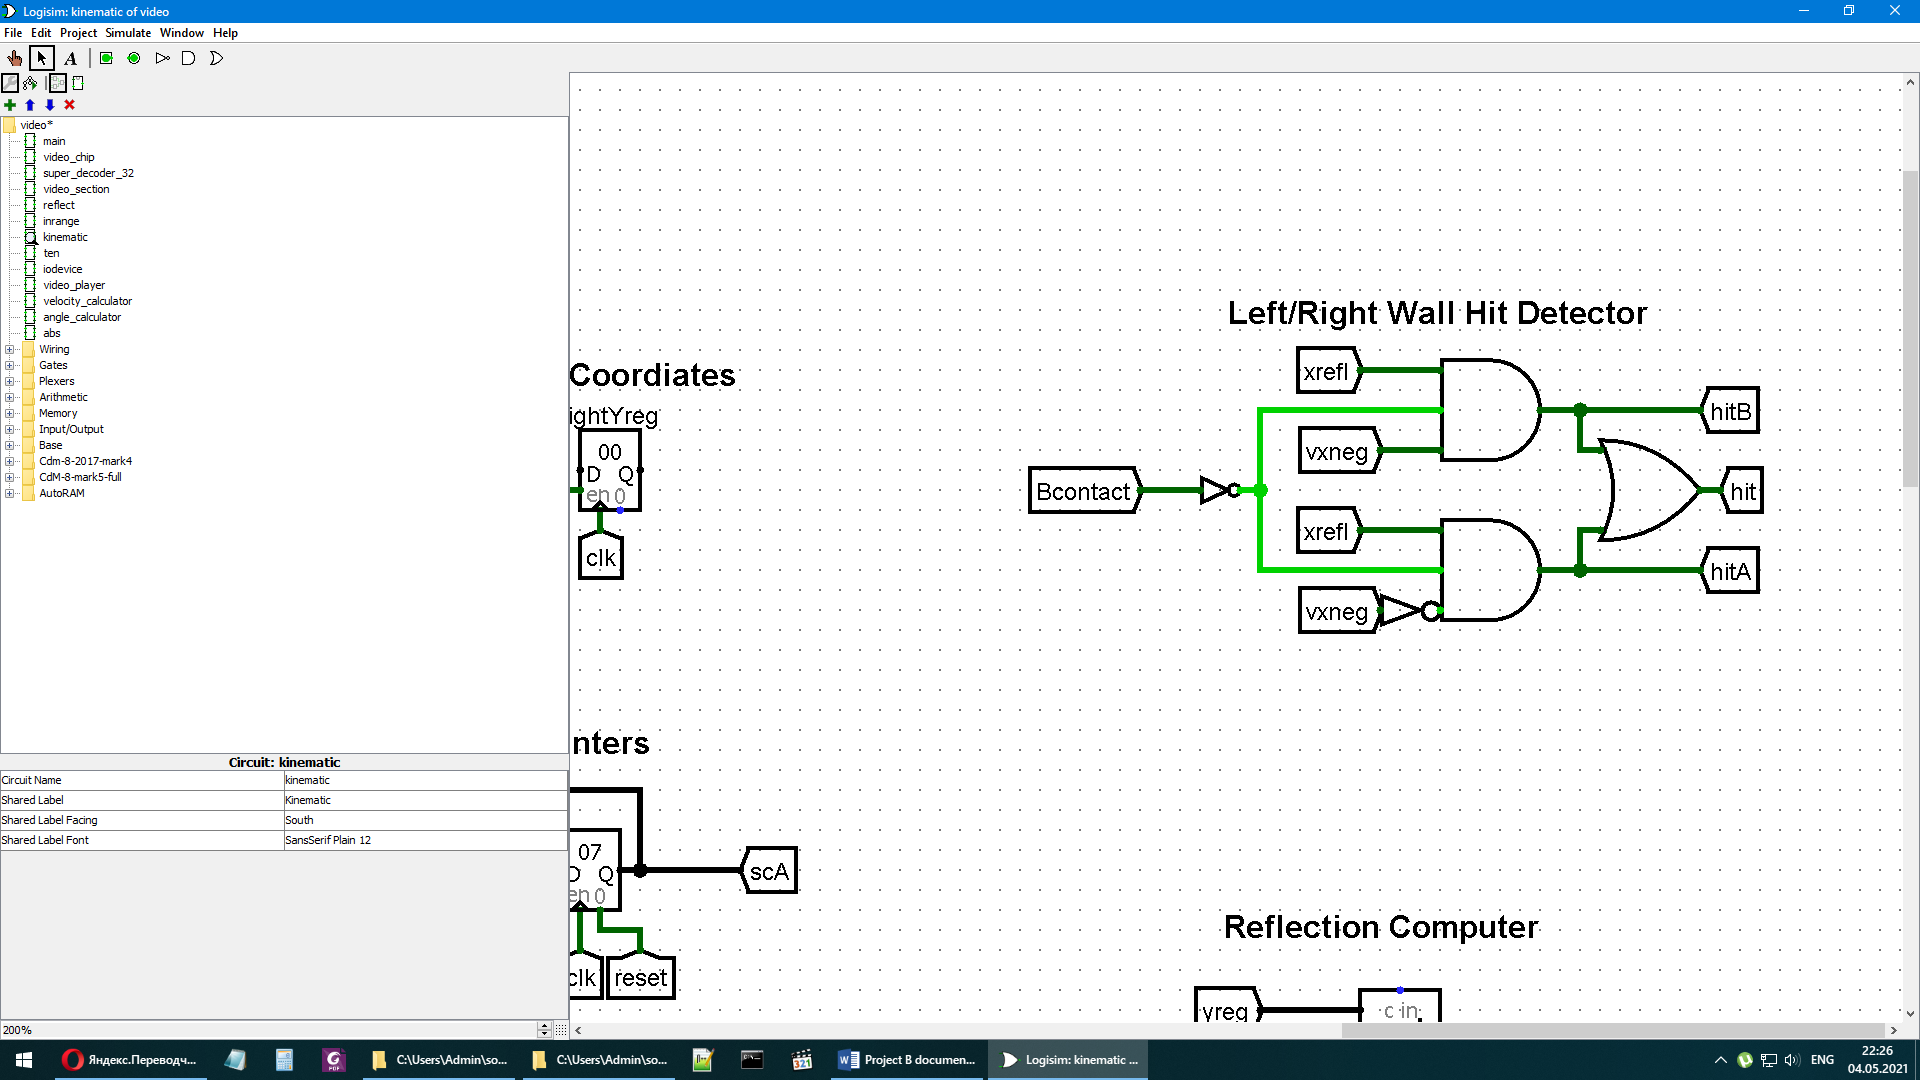 Logisim: kinematic of video
File Edit Project Simulate Window Help
A
video*
main
video_chip
super_decoder_32
video_section
reflect
inrange
kinematic
ten
iodevice
video_player
velocity_calculator
angle_calculator
abs
Wiring
Gates
Plexers
Arithmetic
Memory
Input/Output
Base
Cdm-8-2017-mark4
CdM-8-mark5-full
AutoRAM
Circuit: kinematic
Circuit Name kinematic
Shared Label Kinematic
Shared Label Facing South
Shared Label Font SansSerif Plain 12
200%
Coordiates
ightYreg
00
D Q
en 0
clk
nters
07
D Q
en 0
clk
reset
scA
Left/Right Wall Hit Detector
xrefl
vxneg
Bcontact
xrefl
vxneg
hitB
hit
hitA
Reflection Computer
yreg
c in
Яндекс.Переводч...
C:\Users\Admin\so...
C:\Users\Admin\so...
321
Project B documen...
Logisim: kinematic ...
ENG
22:26
04.05.2021